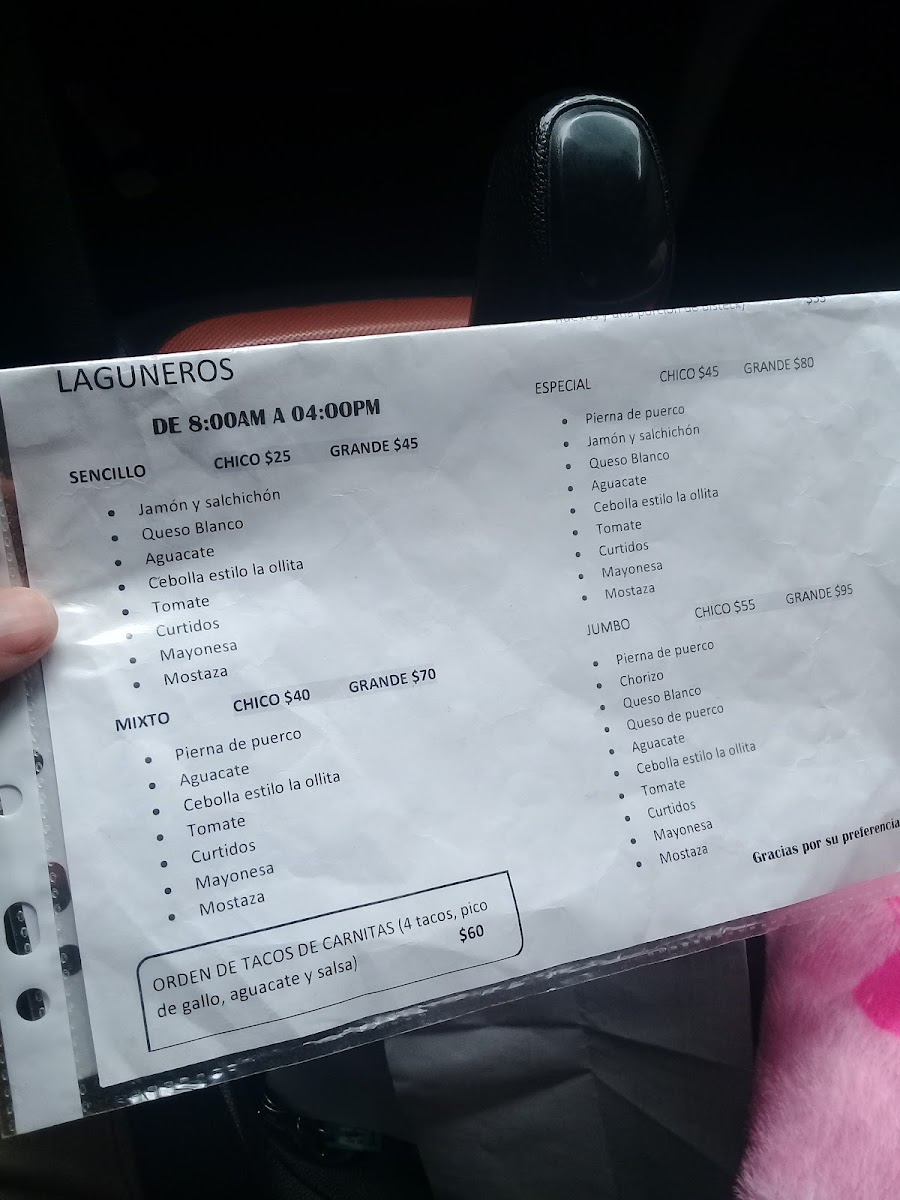 LAGUNEROS
DE 8:00AM A 04:00PM
SENCILLO CHICO $25 GRANDE $45
• Jamón y salchichón
• Queso Blanco
• Aguacate
• Cebolla estilo la ollita
• Tomate
• Curtidos
• Mayonesa
• Mostaza
MIXTO CHICO $40 GRANDE $70
• Pierna de puerco
• Aguacate
• Cebolla estilo la ollita
• Tomate
• Curtidos
• Mayonesa
• Mostaza
ORDEN DE TACOS DE CARNITAS (4 tacos, pico
de gallo, aguacate y salsa) $60
ESPECIAL CHICO $45 GRANDE $80
• Pierna de puerco
• Jamón y salchichón
• Queso Blanco
• Aguacate
• Cebolla estilo la ollita
• Tomate
• Curtidos
• Mayonesa
• Mostaza
JUMBO CHICO $55 GRANDE $95
• Pierna de puerco
• Chorizo
• Queso Blanco
• Queso de puerco
• Aguacate
• Cebolla estilo la ollita
• Tomate
• Curtidos
• Mayonesa
• Mostaza
Gracias por su preferencia